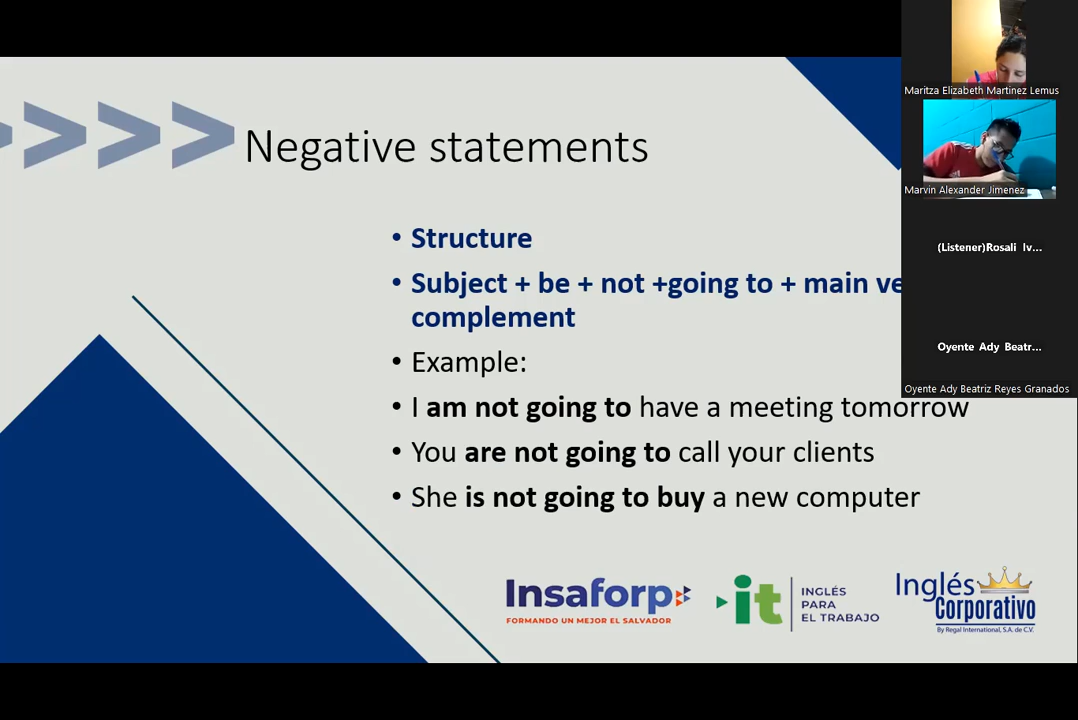 Negative statements
• Structure
• Subject + be + not +going to + main
complement
• Example:
• I am not going to have a meeting tomorrow
• You are not going to call your clients
• She is not going to buy a new computer
Insaforp
FORMANDO UN MEJOR EL SALVADOR
it
INGLÉS
PARA
EL TRABAJO
Inglés
Corporativo
By Regal International, S.A. de C.V.
Maritza Elizabeth Martinez Lemus
Marvin Alexander Jimenez
(Listener)Rosali Iv...
Oyente Ady Beatr...
Oyente Ady Beatriz Reyes Granados